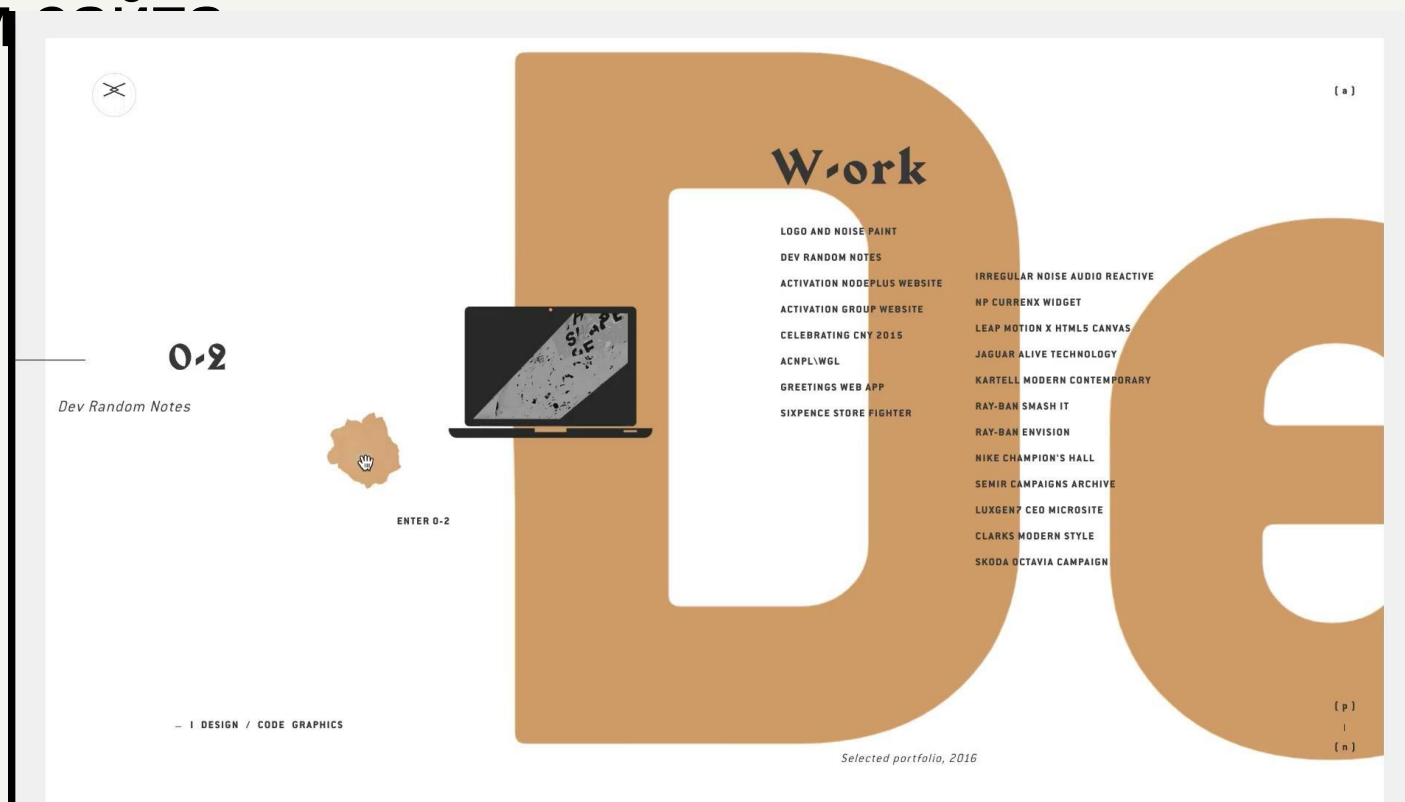 сайта
[a]
W-ork
LOGO AND NOISE PAINT
DEV RANDOM NOTES
ACTIVATION NODEPLUS WEBSITE
ACTIVATION GROUP WEBSITE
CELEBRATING CNY 2015
ACNPL\WGL
GREETINGS WEB APP
SIXPENCE STORE FIGHTER
IRREGULAR NOISE AUDIO REACTIVE
NP CURRENX WIDGET
LEAP MOTION X HTML5 CANVAS
JAGUAR ALIVE TECHNOLOGY
KARTELL MODERN CONTEMPORARY
RAY-BAN SMASH IT
RAY-BAN ENVISION
NIKE CHAMPION'S HALL
SEMIR CAMPAIGNS ARCHIVE
LUXGEN7 CEO MICROSITE
CLARKS MODERN STYLE
SKODA OCTAVIA CAMPAIGN
0-2
Dev Random Notes
ENTER 0-2
De
— I DESIGN / CODE GRAPHICS
Selected portfolio, 2016
[p]
|
[n]